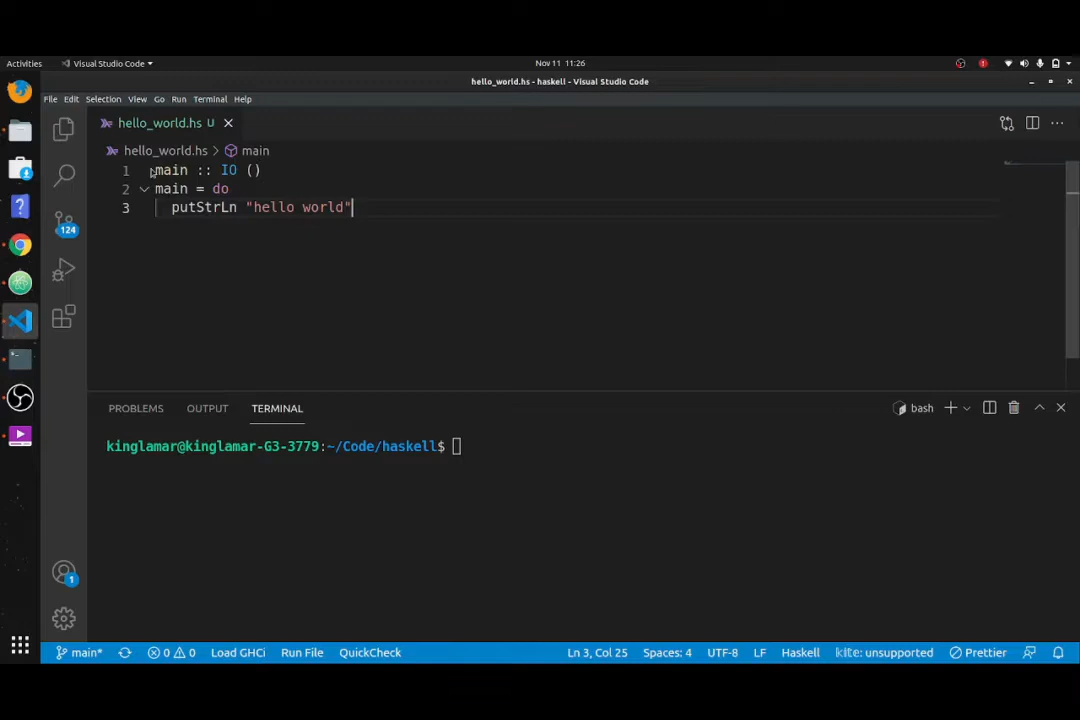 Activities Visual Studio Code Nov 11 11:26
hello_world.hs - haskell - Visual Studio Code
File Edit Selection View Go Run Terminal Help
hello_world.hs U
hello_world.hs > main
1 main :: IO ()
2 main = do
3 putStrLn "hello world"
124
PROBLEMS OUTPUT TERMINAL bash
kinglamar@kinglamar-G3-3779:~/Code/haskell$
1
main* 0 0 Load GHCi Run File QuickCheck Ln 3, Col 25 Spaces: 4 UTF-8 LF Haskell kite: unsupported Prettier